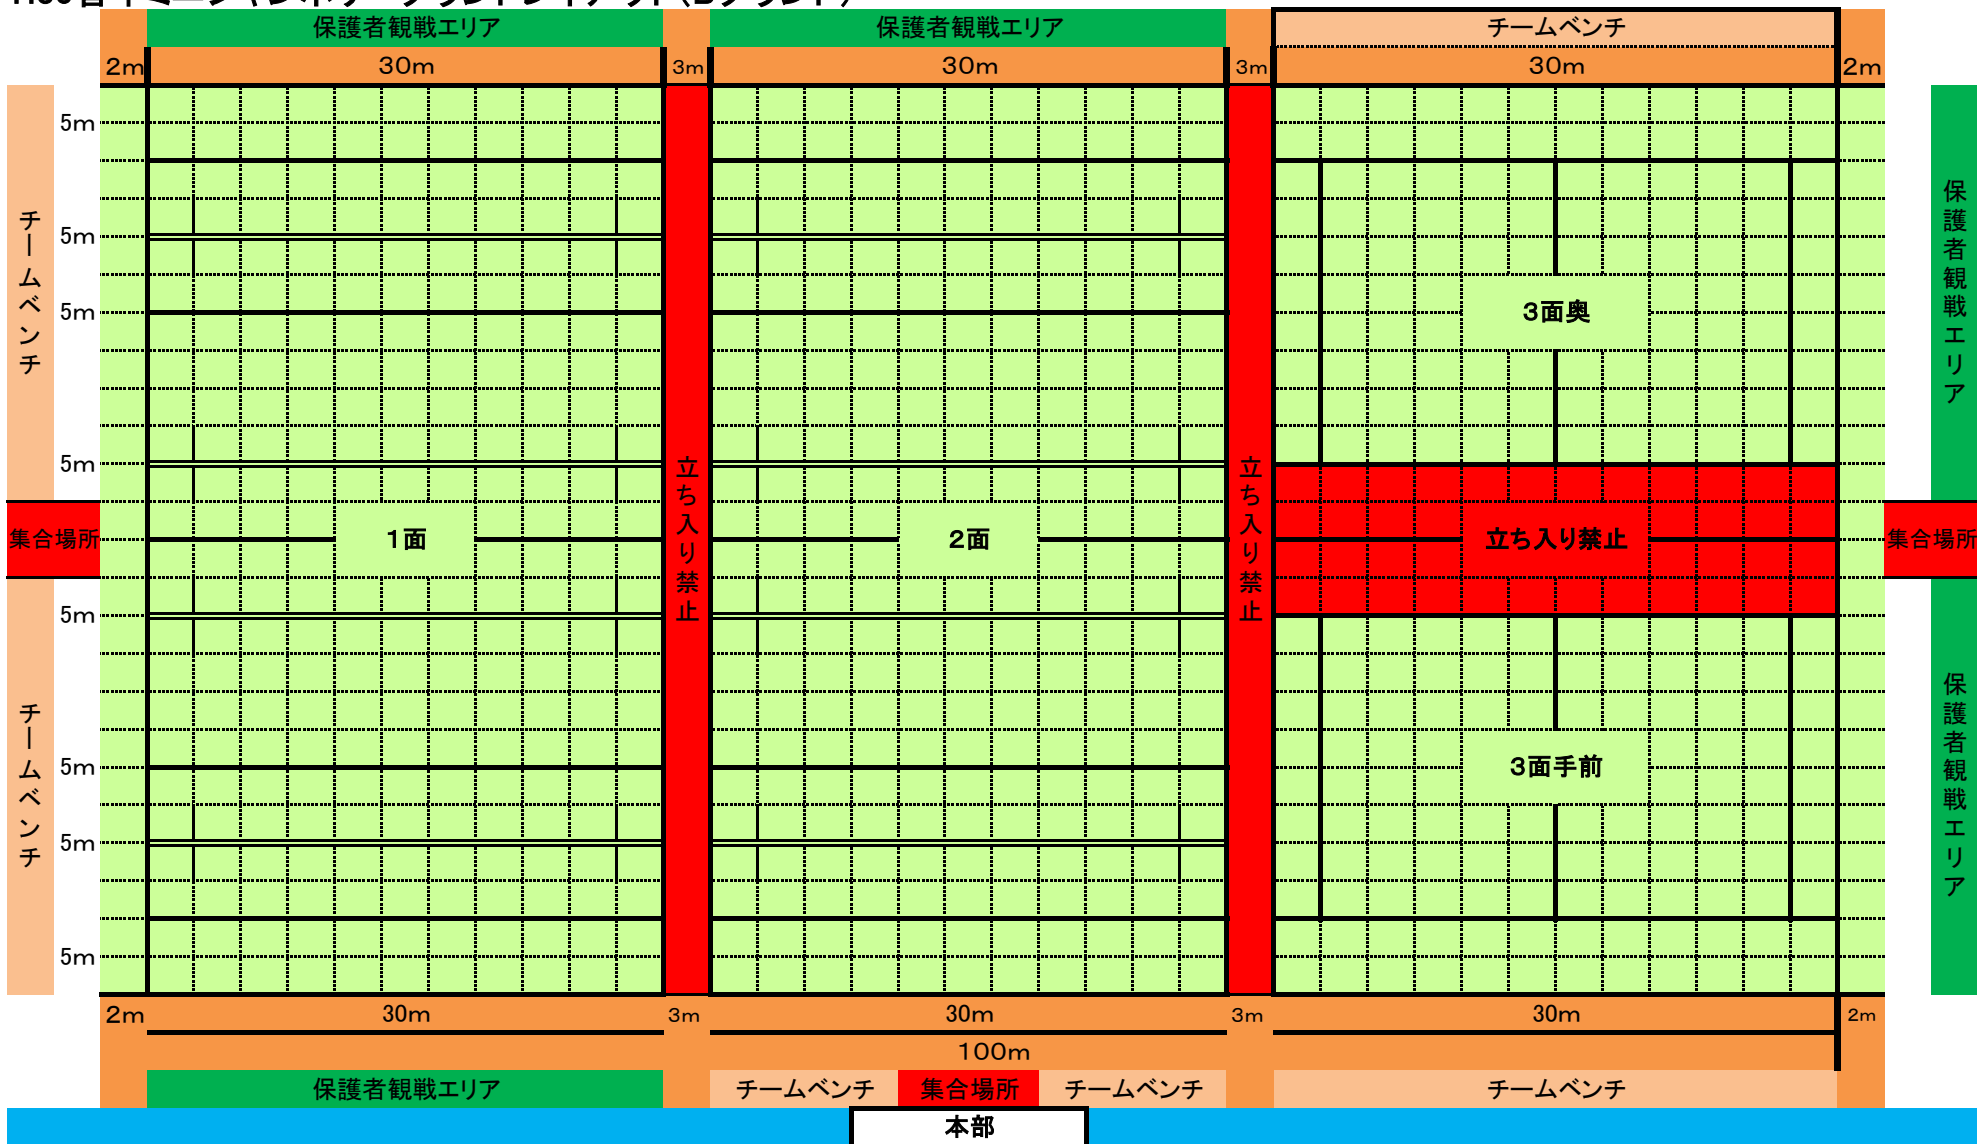 保護者観戦エリア
保護者観戦エリア
チームベンチ
2m
30m
3m
30m
3m
30m
2m
5m
5m
5m
5m
5m
5m
5m
5m
チームベンチ
集合場所
チームベンチ
1面
立ち入り禁止
2面
立ち入り禁止
3面奥
立ち入り禁止
3面手前
保護者観戦エリア
集合場所
保護者観戦エリア
2m
30m
3m
30m
3m
30m
2m
100m
保護者観戦エリア
チームベンチ
集合場所
チームベンチ
チームベンチ
本部